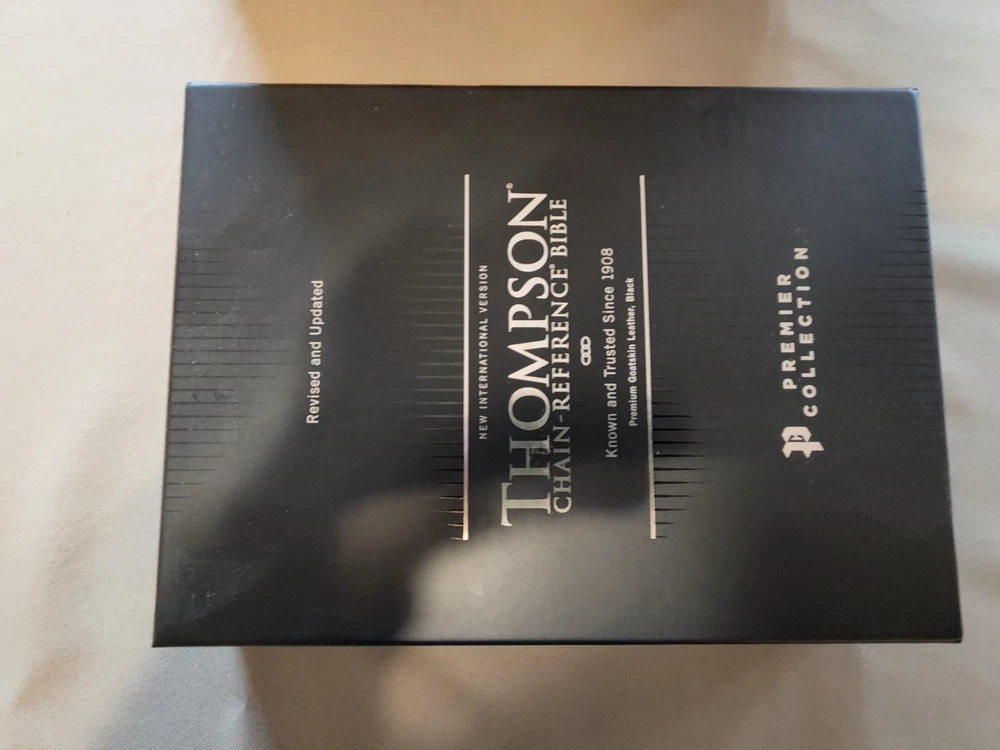 Revised and Updated
NEW INTERNATIONAL VERSION
THOMPSON®
CHAIN-REFERENCE® BIBLE
Known and Trusted Since 1908
Premium Goatskin Leather, Black
PREMIER
COLLECTION